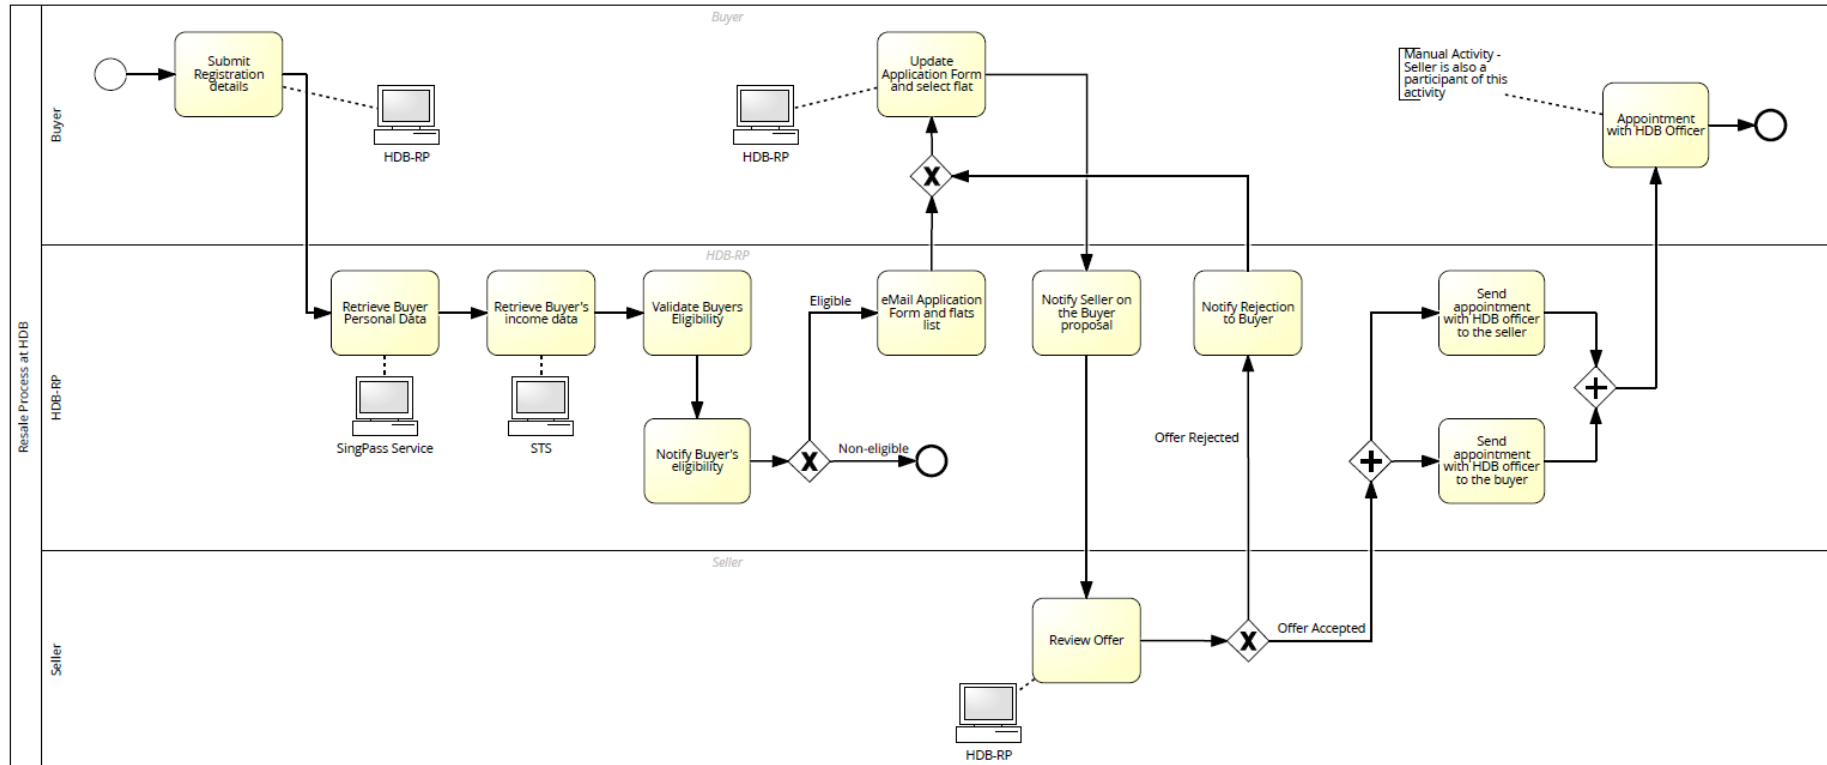 Resale Process at HDB
Buyer
Buyer
Submit
Registration
details
HDB-RP
Update
Application Form
and select flat
HDB-RP
Manual Activity -
Seller is also a
participant of this
activity
Appointment
with HDB Officer
HDB-RP
HDB-RP
Retrieve Buyer
Personal Data
SingPass Service
Retrieve Buyer's
income data
STS
Validate Buyers
Eligibility
Notify Buyer's
eligibility
X
Eligible
Non-eligible
eMail Application
Form and flats
list
X
Notify Seller on
the Buyer
proposal
Notify Rejection
to Buyer
Offer Rejected
Send
appointment
with HDB officer
to the seller
Send
appointment
with HDB officer
to the buyer
Seller
Seller
Review Offer
HDB-RP
X
Offer Accepted